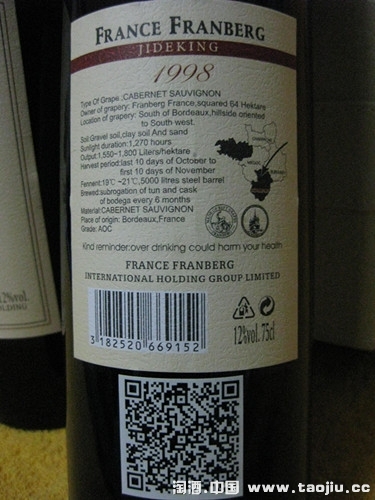 FRANCE FRANBERG
JIDEKING
1998
Type Of Grape:CABERNET SAUVIGNON
Owner of grapery: Franberg France,squared 64 Hektare
Location of grapery: South of Bordeaux,hillside oriented
to South west.
Soil:Gravel soil,clay soil And sand
Sunlight duration:1,270 hours
Output:1,550~1,800 Liters/hektare
Harvest period:last 10 days of October to
first 10 days of November
Ferment:18℃ ~21℃,5000 litres steel barrel
Brewed:subrogation of tun and cask
of bodega every 6 months
Material:CABERNET SAUVIGNON
Place of origin: Bordeaux,France
Grade: AOC
Kind reminder:over drinking could harm your health
FRANCE FRANBERG
INTERNATIONAL HOLDING GROUP LIMITED
3 182520 669152
12%vol. 75cl
12%vol.
OLDING
淘酒.中国 www.taojiu.cc